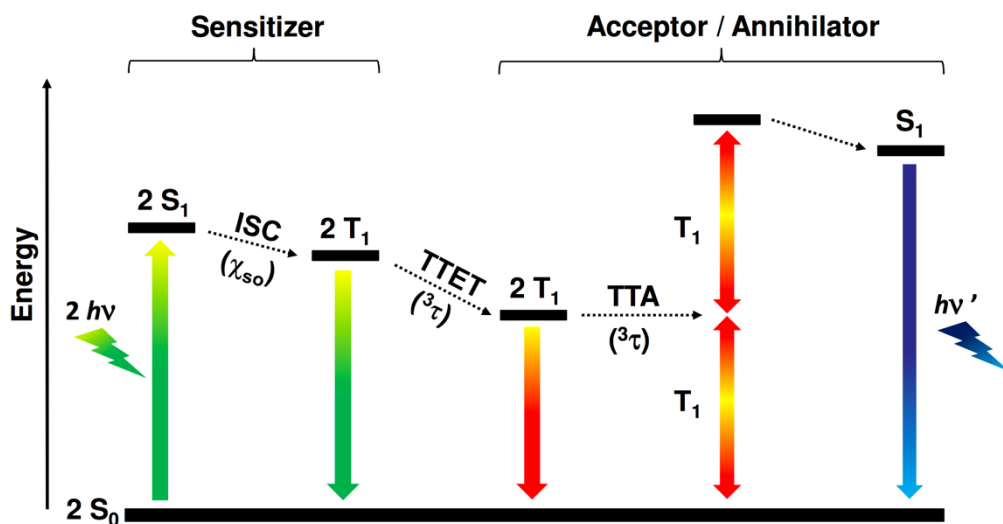 Sensitizer
Acceptor / Annihilator
Energy
2 hν
2 S₁
ISC
(χₛₒ)
2 T₁
TTET
(³τ)
2 T₁
TTA
(³τ)
T₁
T₁
S₁
hν '
2 S₀